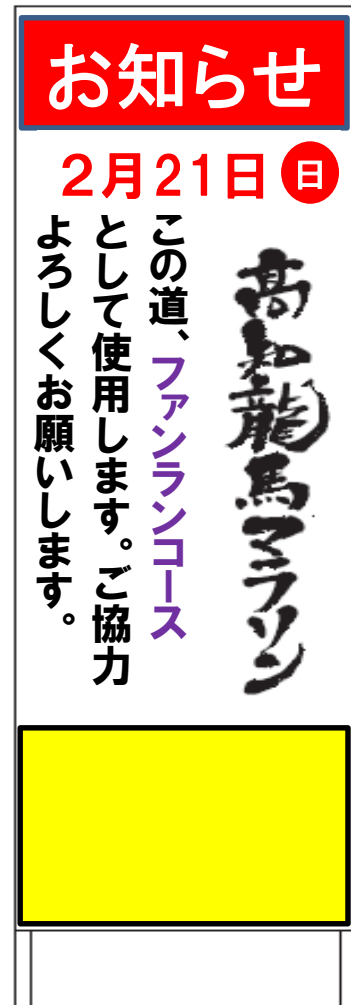 お知らせ
2月21日 日
高知龍馬マラソン
この道、ファンランコース
として使用します。ご協力
よろしくお願いします。